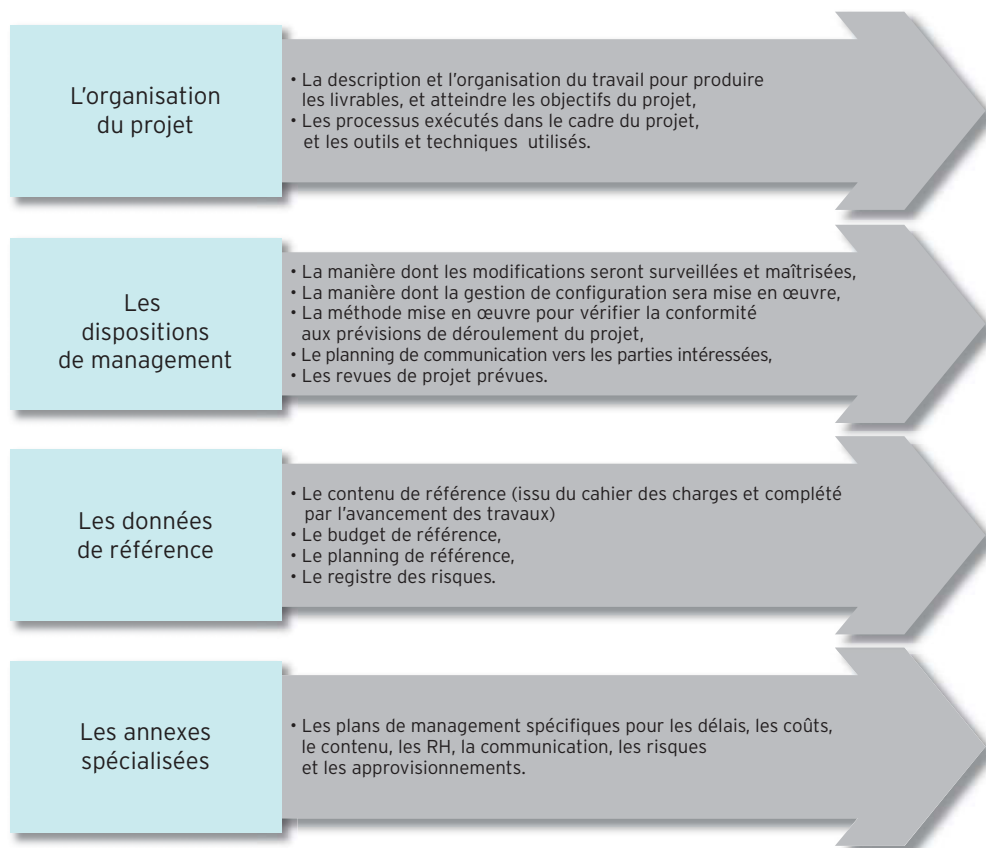 L'organisation
du projet
• La description et l'organisation du travail pour produire
les livrables, et atteindre les objectifs du projet,
• Les processus exécutés dans le cadre du projet,
et les outils et techniques utilisés.
Les
dispositions
de management
• La manière dont les modifications seront surveillées et maîtrisées,
• La manière dont la gestion de configuration sera mise en œuvre,
• La méthode mise en œuvre pour vérifier la conformité
aux prévisions de déroulement du projet,
• Le planning de communication vers les parties intéressées,
• Les revues de projet prévues.
Les données
de référence
• Le contenu de référence (issu du cahier des charges et complété
par l'avancement des travaux)
• Le budget de référence,
• Le planning de référence,
• Le registre des risques.
Les annexes
spécialisées
• Les plans de management spécifiques pour les délais, les coûts,
le contenu, les RH, la communication, les risques
et les approvisionnements.